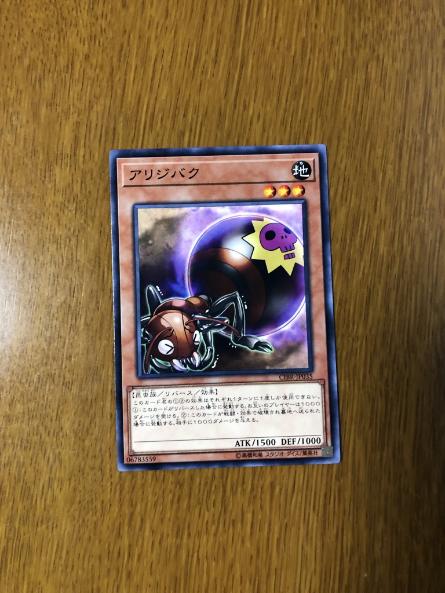 アリジバク
地
CIBR-JP035
【昆虫族／リバース／効果】
このカード名の①②の効果はそれぞれ1ターンに1度しか使用できない。
①:このカードがリバースした場合に発動する。お互いのプレイヤーは1000
ダメージを受ける。②:このカードが戦闘・効果で破壊され墓地へ送られた
場合に発動する。相手に1000ダメージを与える。
ATK/1500 DEF/1000
06783559
©高橋和希 スタジオ・ダイス/集英社